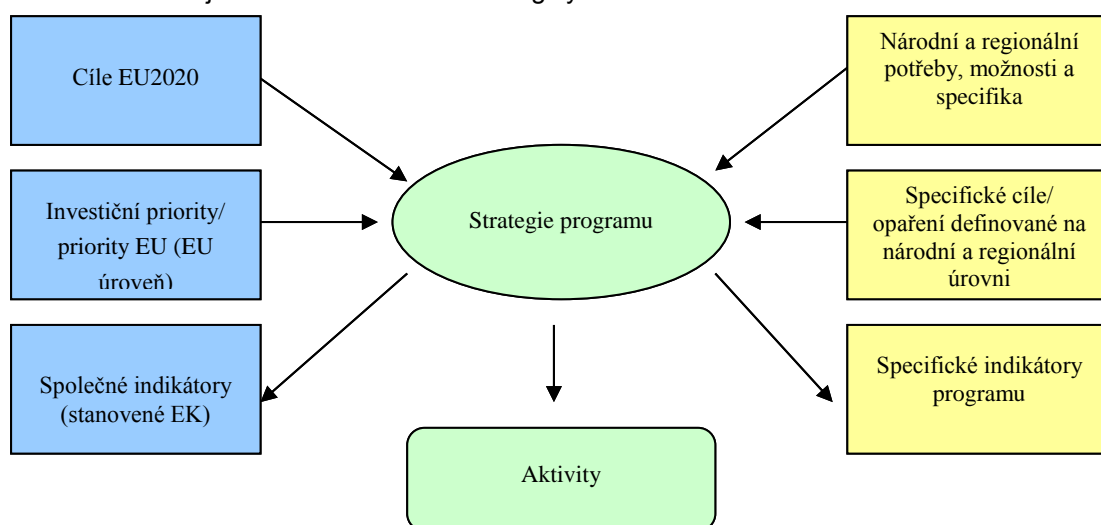 Cíle EU2020
Národní a regionální
potřeby, možnosti a
specifika
Investiční priority/
priority EU (EU
úroveň)
Strategie programu
Specifické cíle/
opaření definované na
národní a regionální
úrovni
Společné indikátory
(stanovené EK)
Specifické indikátory
programu
Aktivity